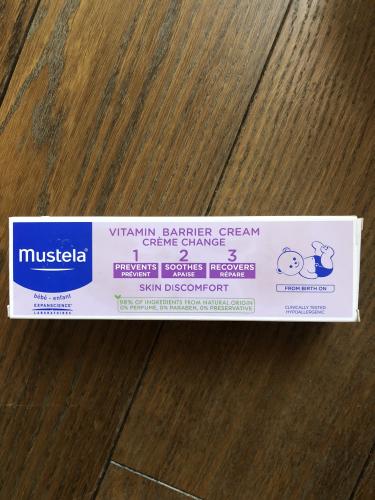 mustela®
bébé - enfant
EXPANSCIENCE®
LABORATOIRES
VITAMIN BARRIER CREAM
CRÈME CHANGE
1 2 3
PREVENTS SOOTHES RECOVERS
PRÉVIENT APAISE RÉPARE
SKIN DISCOMFORT
98% OF INGREDIENTS FROM NATURAL ORIGIN
0% PERFUME, 0% PARABEN, 0% PRESERVATIVE
FROM BIRTH ON
CLINICALLY TESTED
HYPOALLERGENIC